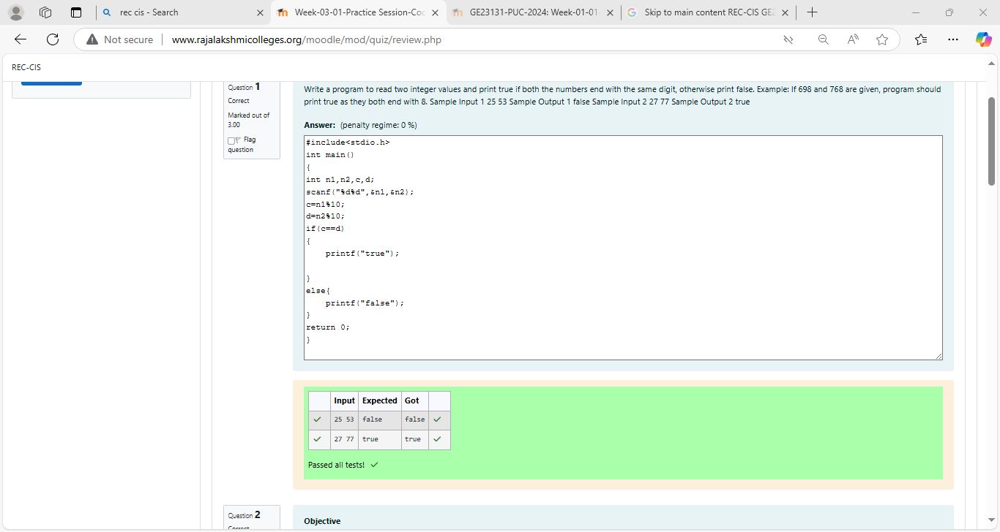 rec cis - Search
Week-03-01-Practice Session-Coc
GE23131-PUC-2024: Week-01-01-
Skip to main content REC-CIS GE2
Not secure
www.rajalakshmicolleges.org/moodle/mod/quiz/review.php
REC-CIS
Question 1
Correct
Marked out of
3.00
Flag
question
Write a program to read two integer values and print true if both the numbers end with the same digit, otherwise print false. Example: If 698 and 768 are given, program should
print true as they both end with 8. Sample Input 1 25 53 Sample Output 1 false Sample Input 2 27 77 Sample Output 2 true
Answer: (penalty regime: 0 %)
#include<stdio.h>
int main()
{
int n1,n2,c,d;
scanf("%d%d",&n1,&n2);
c=n1%10;
d=n2%10;
if(c==d)
{
printf("true");
}
else{
printf("false");
}
return 0;
}
Input Expected Got
25 53 false false
27 77 true true
Passed all tests!
Question 2
Correct
Objective